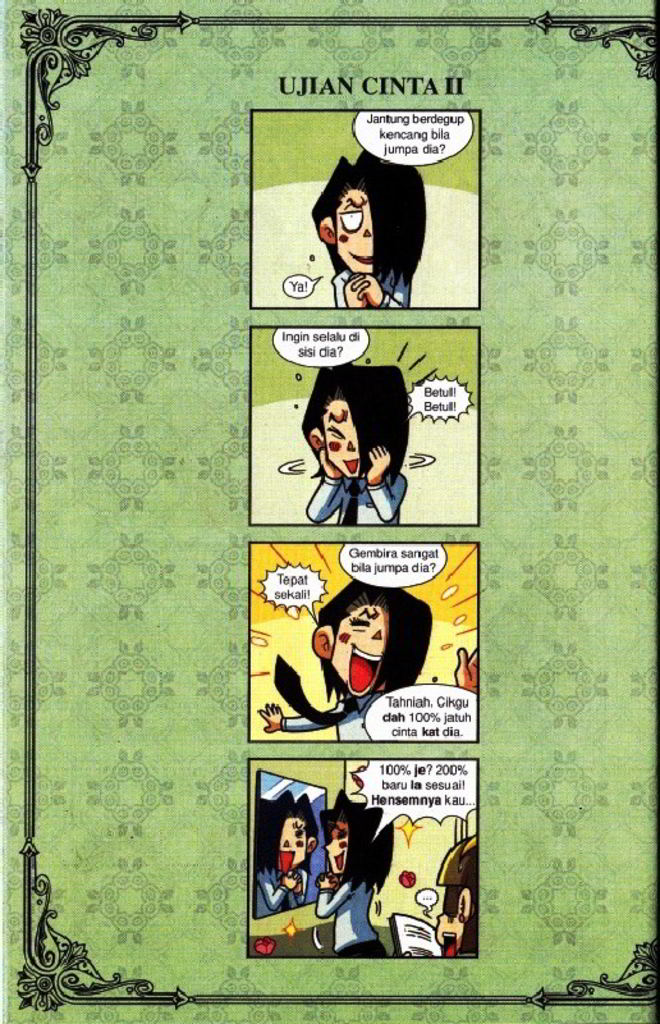 UJIAN CINTA II
Jantung berdegup
kencang bila
jumpa dia?
Ya!
Ingin selalu di
sisi dia?
Betul!
Betul!
Gembira sangat
bila jumpa dia?
Tepat
sekali!
Tahniah, Cikgu
dah 100% jatuh
cinta kat dia.
100% je? 200%
baru la sesuai!
Hensemnya kau...
...